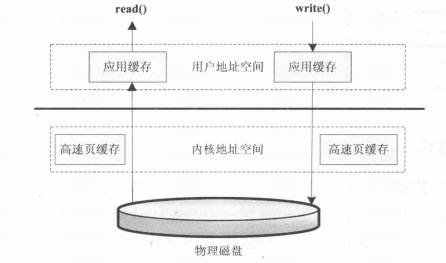 read()
write()
应用缓存
用户地址空间
应用缓存
高速页缓存
内核地址空间
高速页缓存
物理磁盘